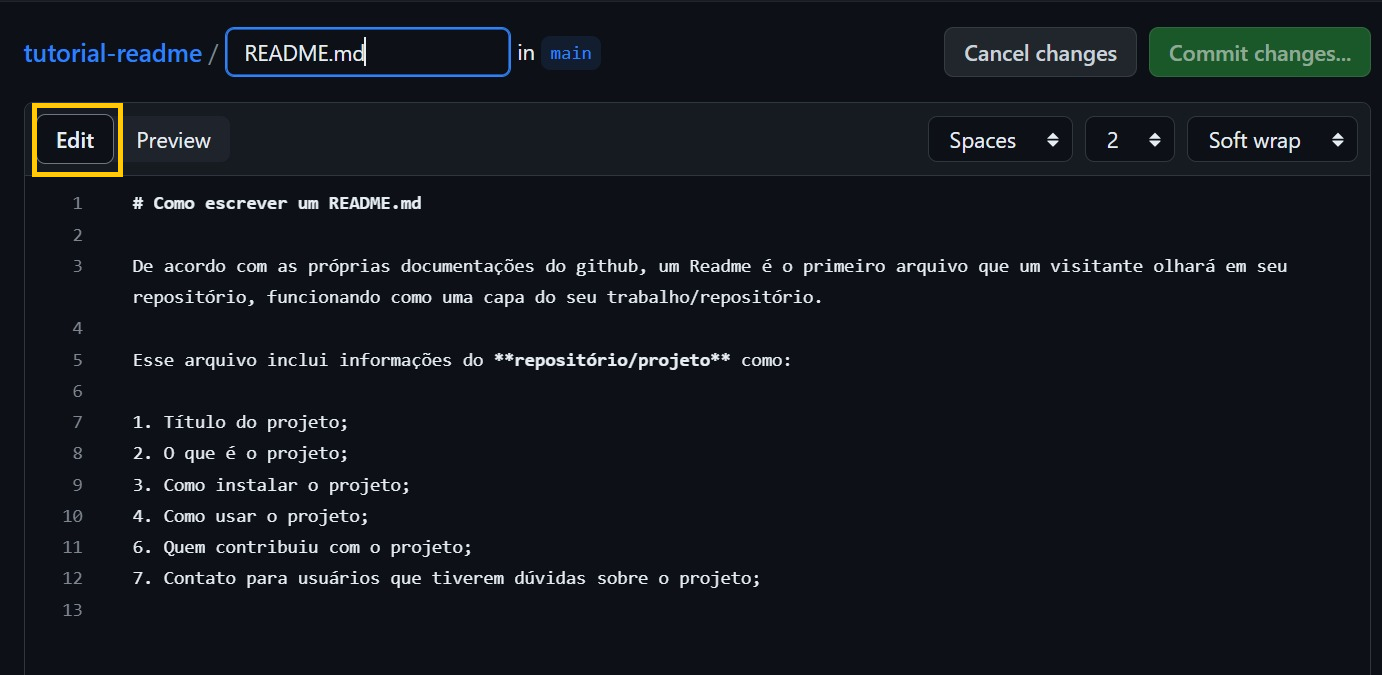 tutorial-readme / README.md in main Cancel changes Commit changes...
Edit Preview Spaces 2 Soft wrap
1 # Como escrever um README.md
2
3 De acordo com as próprias documentações do github, um Readme é o primeiro arquivo que um visitante olhará em seu
repositório, funcionando como uma capa do seu trabalho/repositório.
4
5 Esse arquivo inclui informações do **repositório/projeto** como:
6
7 1. Título do projeto;
8 2. O que é o projeto;
9 3. Como instalar o projeto;
10 4. Como usar o projeto;
11 6. Quem contribuiu com o projeto;
12 7. Contato para usuários que tiverem dúvidas sobre o projeto;
13